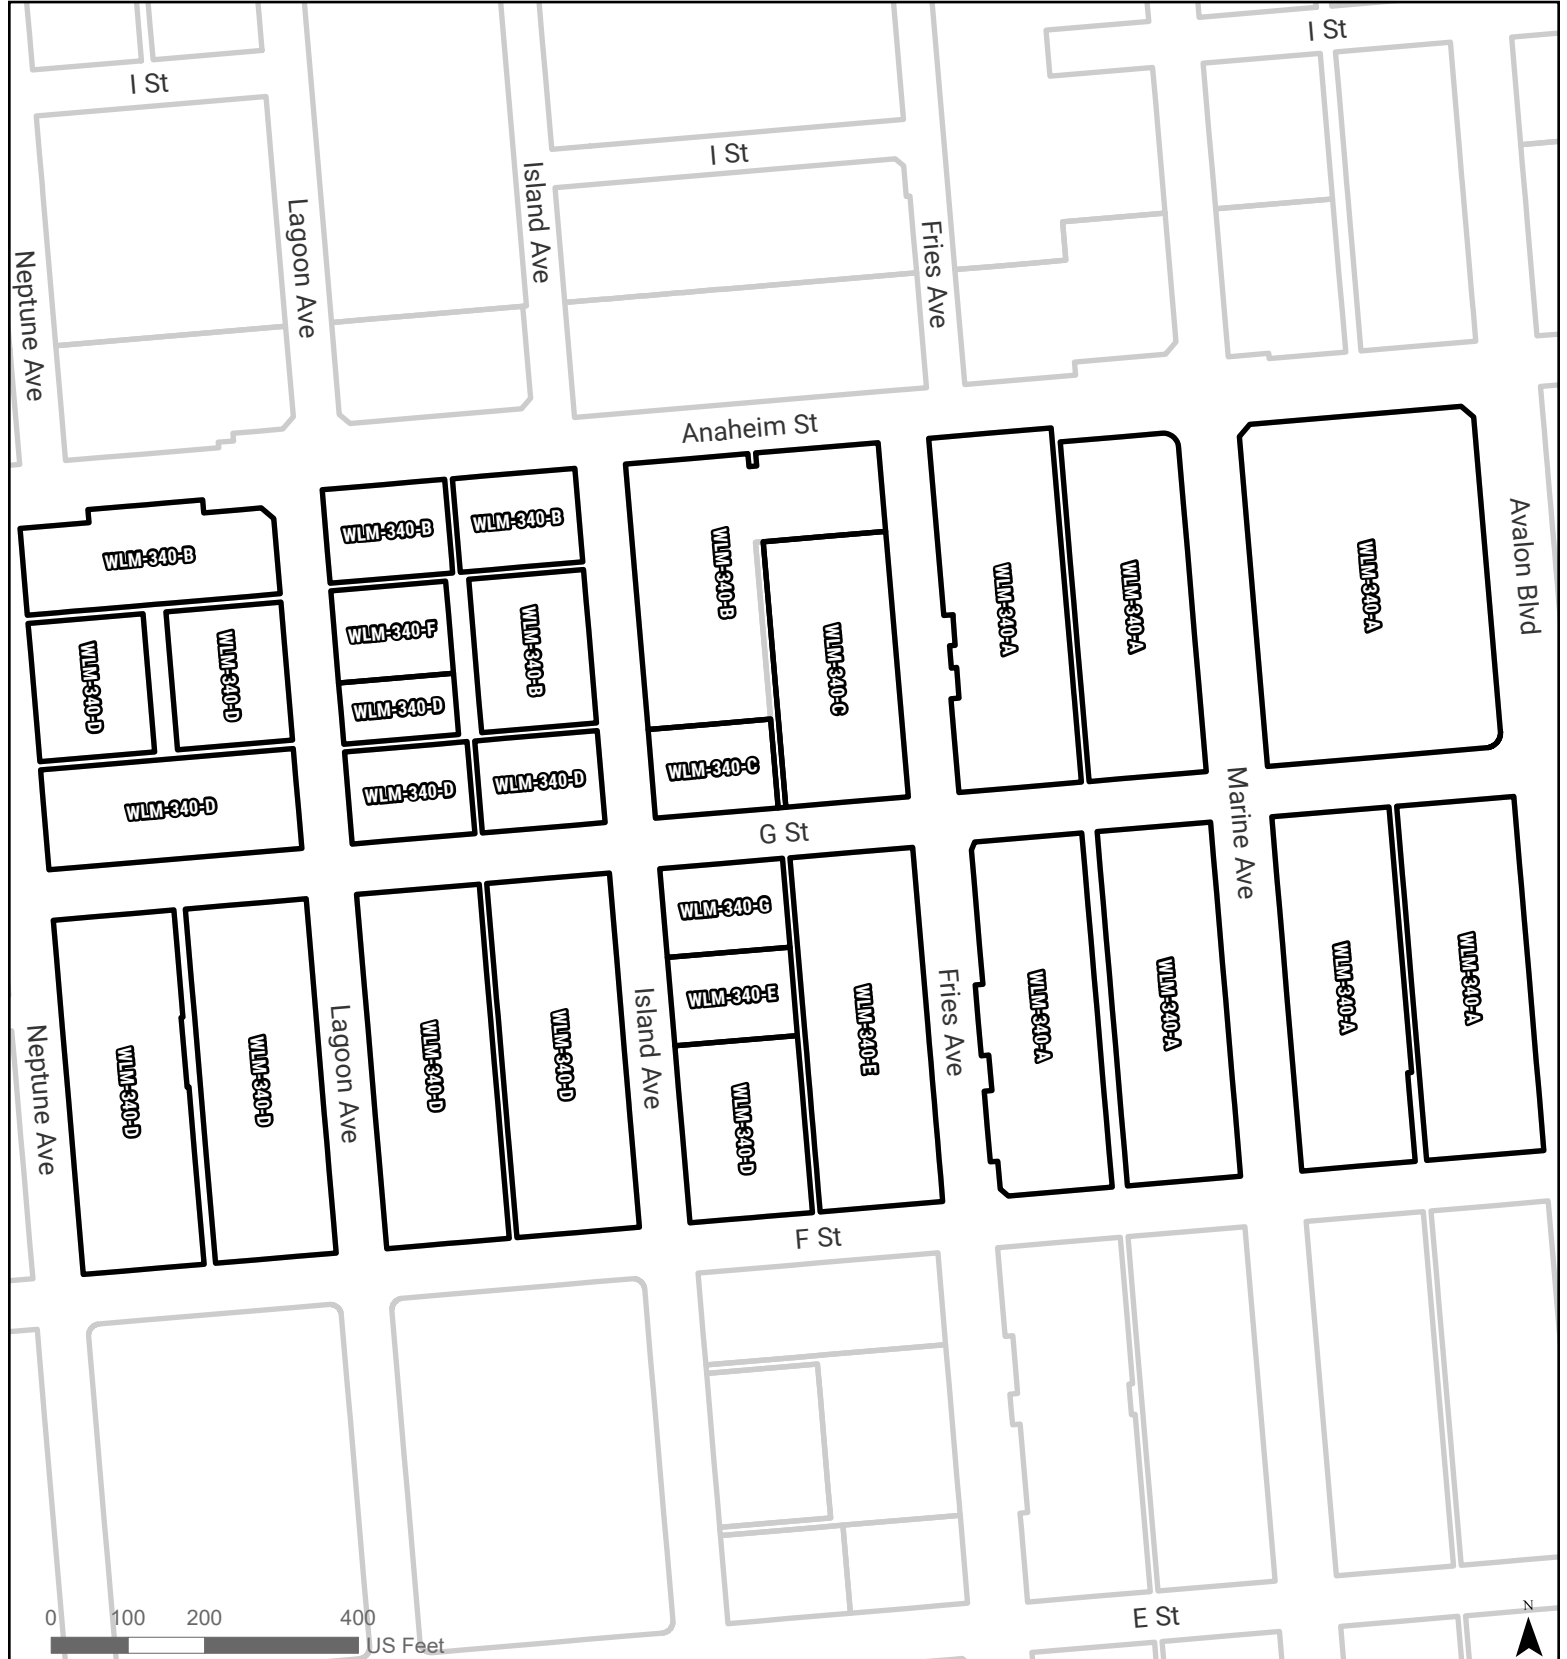 I St
I St
I St
Neptune Ave
Lagoon Ave
Island Ave
Fries Ave
Anaheim St
Avalon Blvd
WLM-340-B
WLM-340-B
WLM-340-B
WLM-340-B
WLM-340-A
WLM-340-A
WLM-340-A
WLM-340-D
WLM-340-D
WLM-340-F
WLM-340-B
WLM-340-C
WLM-340-D
WLM-340-D
WLM-340-D
WLM-340-D
WLM-340-C
G St
Marine Ave
WLM-340-G
WLM-340-E
WLM-340-D
WLM-340-D
WLM-340-D
WLM-340-D
WLM-340-D
WLM-340-E
WLM-340-A
WLM-340-A
WLM-340-A
WLM-340-A
Neptune Ave
Lagoon Ave
Island Ave
Fries Ave
F St
E St
0 100 200 400
US Feet
N